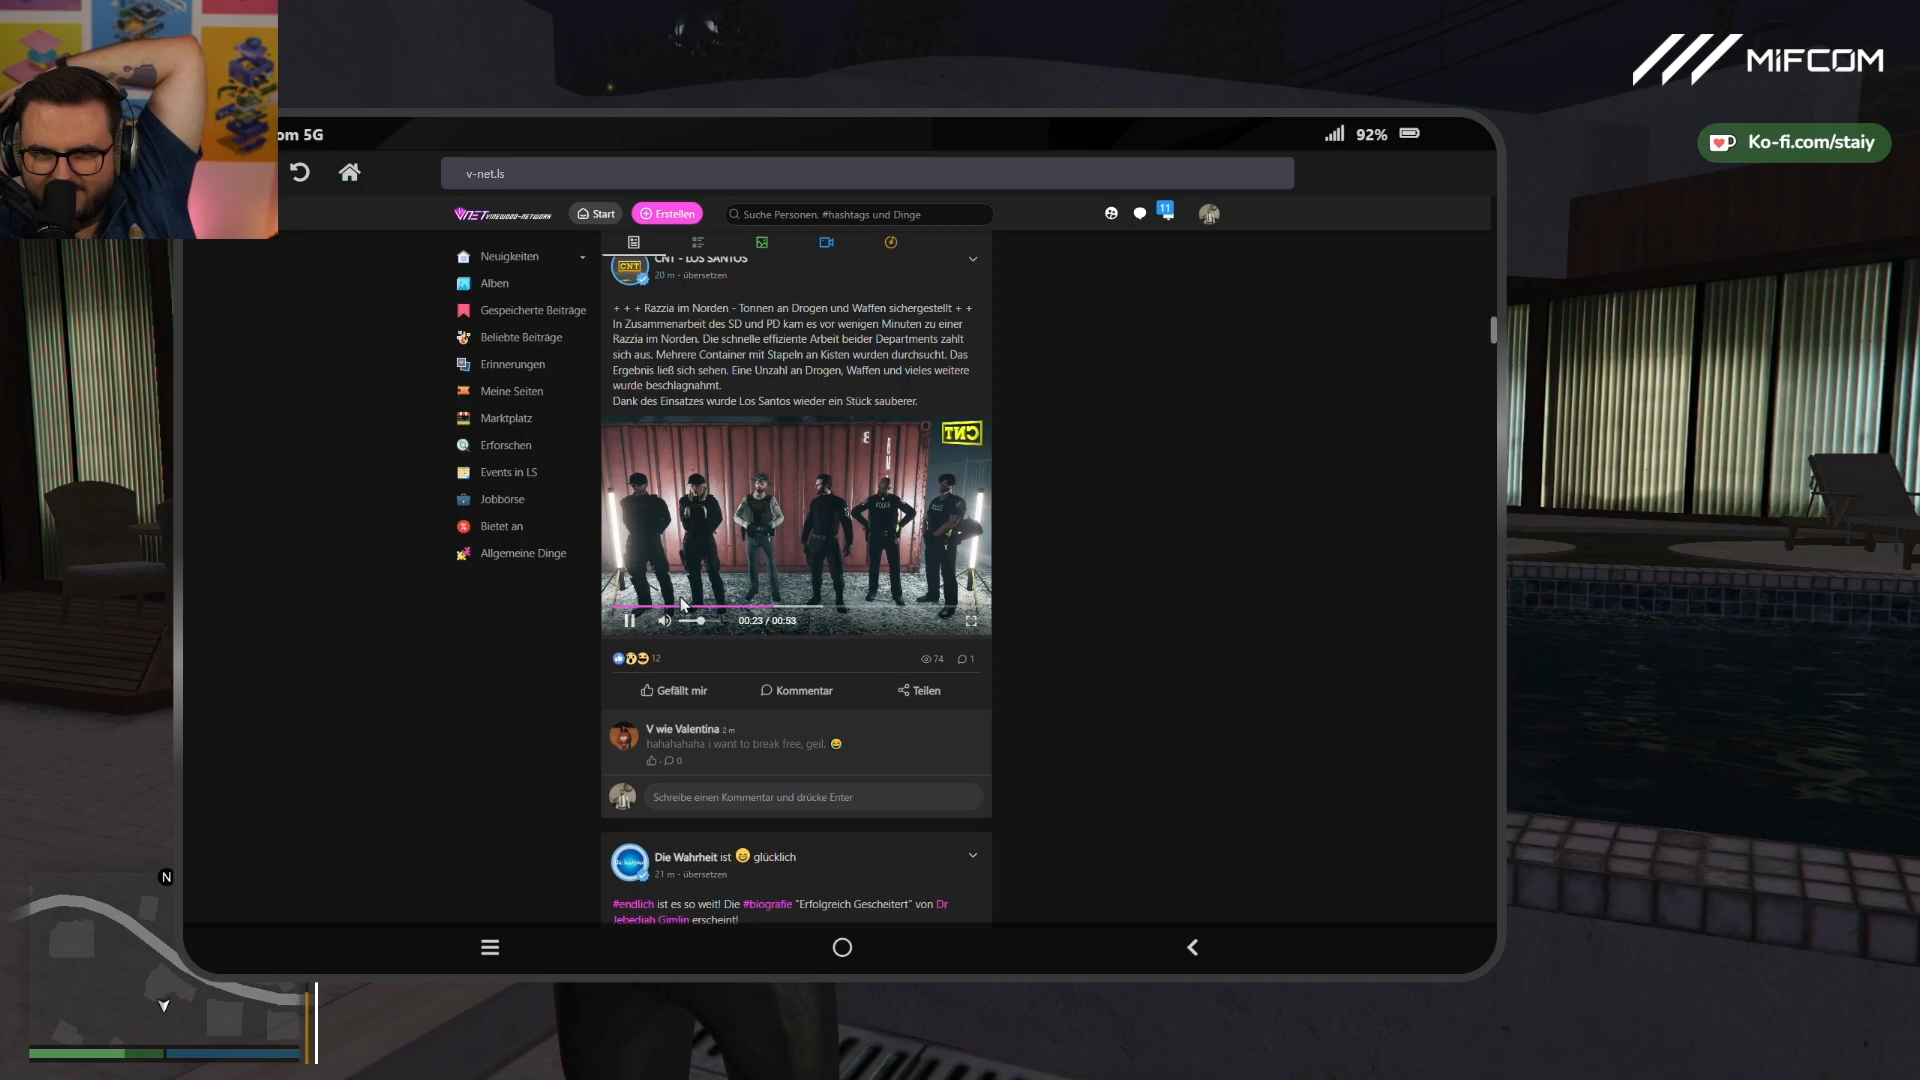 MIFCOM
Ko-fi.com/staiy
om 5G
92%
v-net.ls
VNET VINEWOOD-NETWORK
Start
Erstellen
Suche Personen, #hashtags und Dinge
11
Neuigkeiten
Alben
Gespeicherte Beiträge
Beliebte Beiträge
Erinnerungen
Meine Seiten
Marktplatz
Erforschen
Events in LS
Jobbörse
Bietet an
Allgemeine Dinge
CNT
CNT - LOS SANTOS
20 m - übersetzen
+ + + Razzia im Norden - Tonnen an Drogen und Waffen sichergestellt + +
In Zusammenarbeit des SD und PD kam es vor wenigen Minuten zu einer
Razzia im Norden. Die schnelle effiziente Arbeit beider Departments zahlt
sich aus. Mehrere Container mit Stapeln an Kisten wurden durchsucht. Das
Ergebnis ließ sich sehen. Eine Unzahl an Drogen, Waffen und vieles weitere
wurde beschlagnahmt.
Dank des Einsatzes wurde Los Santos wieder ein Stück sauberer.
CNT
POLICE
00:23 / 00:53
12
74
1
Gefällt mir
Kommentar
Teilen
V wie Valentina 2 m
hahahahaha i want to break free, geil.
0
Schreibe einen Kommentar und drücke Enter
Die Wahrheit ist glücklich
21 m - übersetzen
#endlich ist es so weit! Die #biografie "Erfolgreich Gescheitert" von Dr
Jebediah Gimlin erscheint!
N